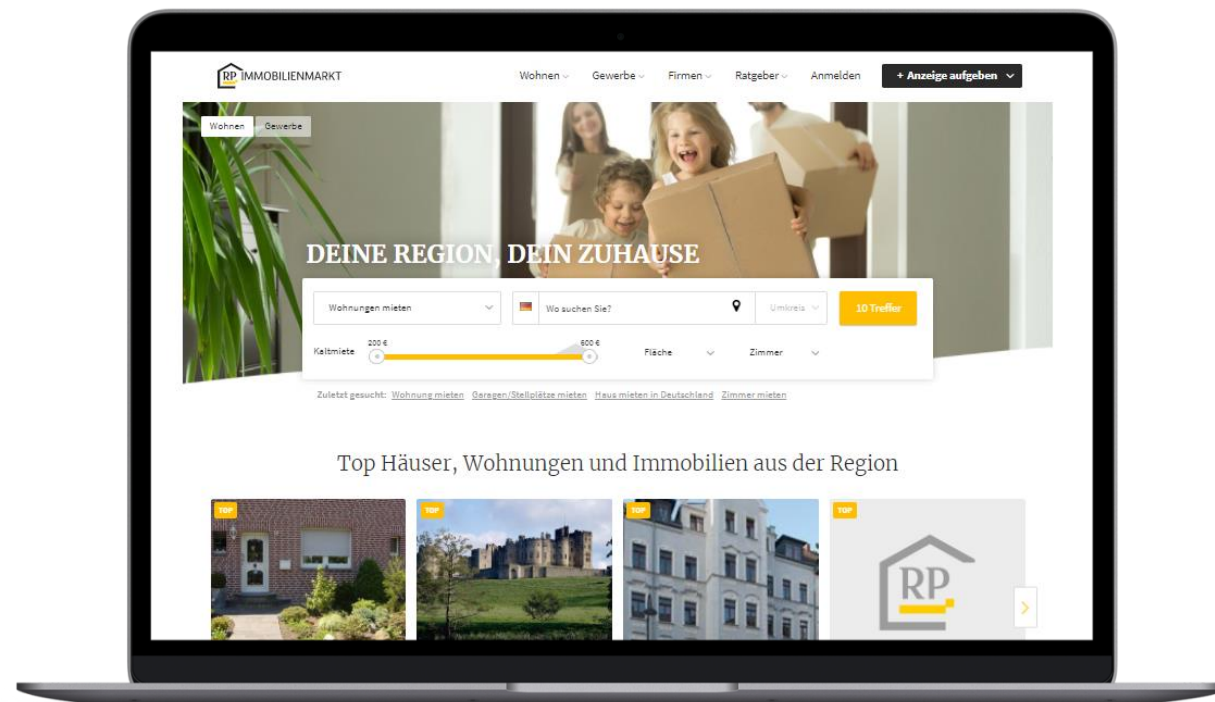 RP IMMOBILIENMARKT
Wohnen Gewerbe Firmen Ratgeber Anmelden + Anzeige aufgeben
Wohnen Gewerbe
DEINE REGION, DEIN ZUHAUSE
Wohnungen mieten Wo suchen Sie? Umkreis 10 Treffer
Kaltmiete 200 € 600 € Fläche Zimmer
Zuletzt gesucht: Wohnung mieten Garagen/Stellplätze mieten Haus mieten in Deutschland Zimmer mieten
Top Häuser, Wohnungen und Immobilien aus der Region
TOP TOP TOP TOP
RP